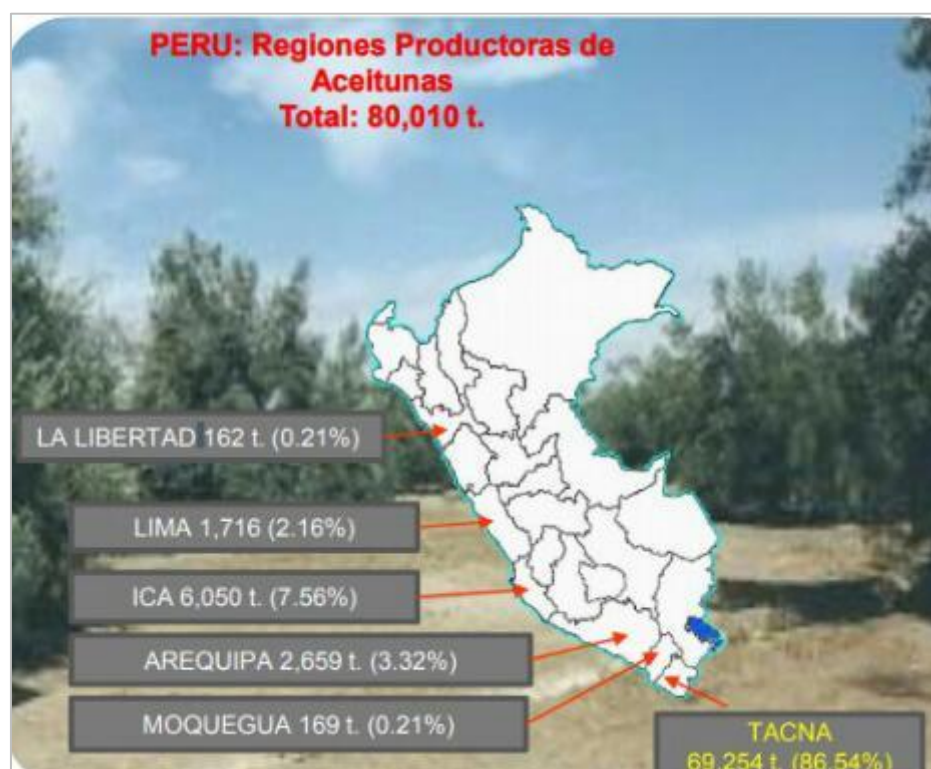 PERU: Regiones Productoras de
Aceitunas
Total: 80,010 t.
LA LIBERTAD 162 t. (0.21%)
LIMA 1,716 (2.16%)
ICA 6,050 t. (7.56%)
AREQUIPA 2,659 t. (3.32%)
MOQUEGUA 169 t. (0.21%)
TACNA
69,254 t. (86.54%)